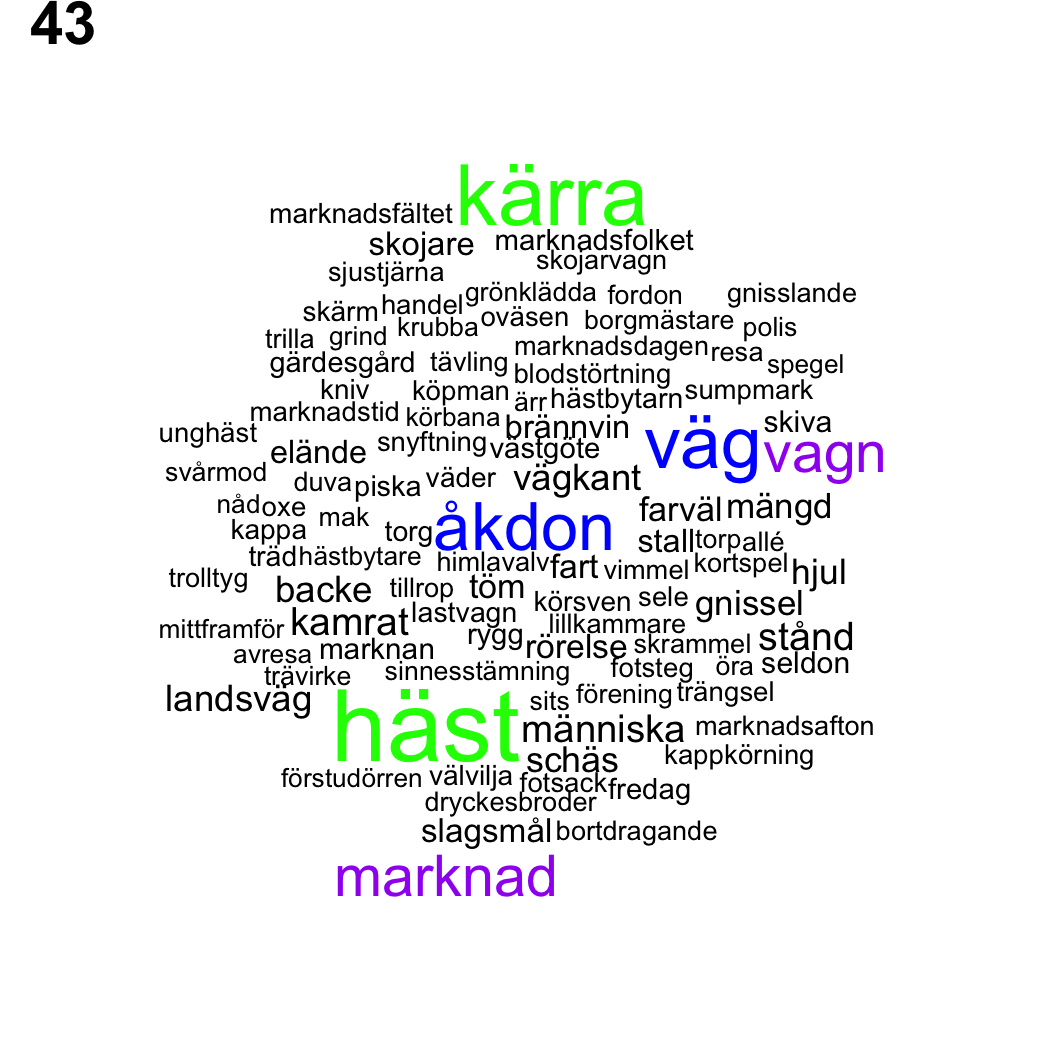 43
kärra
marknadsfältet
skojare marknadsfolket
skojarvagn
sjustjärna
grönklädda fordon gnisslande
skärm handel
krubba oväsen borgmästare polis
trilla grind
marknadsdagen resa
gärdesgård tävling spegel
blodstörtning
kniv köpman ärr hästbytarn sumpmark
marknadstid körbana brännvin skiva
unghäst snyftning västgöte väg vagn
elände
svårmod duva piska väder vägkant
nåd oxe farväl mängd
kappa mak torg åkdon stall torp allé
träd hästbytare himlavalv fart vimmel kortspel hjul
trolltyg backe tillrop töm
körsven sele gnissel
mittframför kamrat lastvagn lillkammare
rygg rörelse skrammel stånd
avresa marknan
trävirke sinnesstämning fotsteg öra seldon
landsväg häst sits förening trängsel
människa marknadsafton
schäs kappkörning
förstudörren välvilja fotsack fredag
dryckesbroder
slagsmål bortdragande
marknad